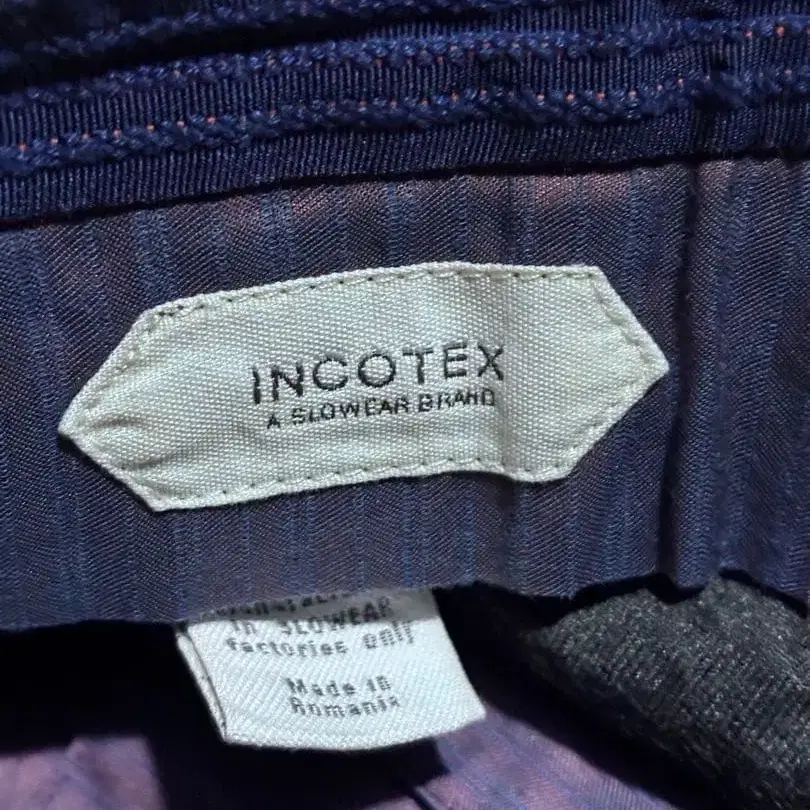 INCOTEX
A SLOWEAR BRAND
in SLOWEAR
factories only
Made in
Romania